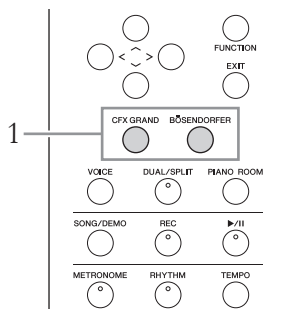 FUNCTION
EXIT
1
CFX GRAND BÖSENDORFER
VOICE DUAL/SPLIT PIANO ROOM
SONG/DEMO REC ►/II
METRONOME RHYTHM TEMPO